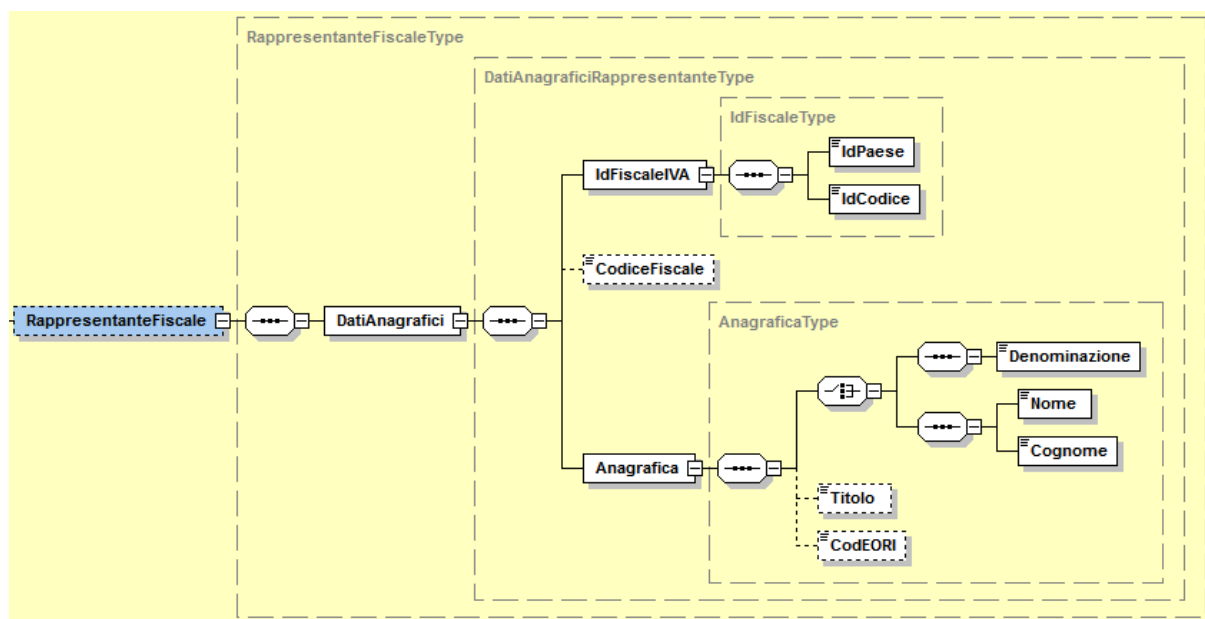 RappresentanteFiscaleType
DatiAnagraficiRappresentanteType
IdFiscaleType
IdPaese
IdFiscaleIVA
IdCodice
CodiceFiscale
RappresentanteFiscale
DatiAnagrafici
AnagraficaType
Denominazione
Nome
Cognome
Anagrafica
Titolo
CodEORI